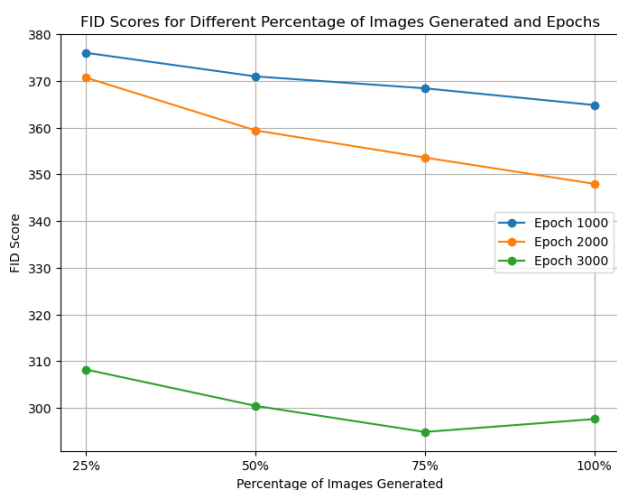 FID Scores for Different Percentage of Images Generated and Epochs
380
370
360
350
340
330
320
310
300
FID Score
Epoch 1000
Epoch 2000
Epoch 3000
25%
50%
75%
100%
Percentage of Images Generated